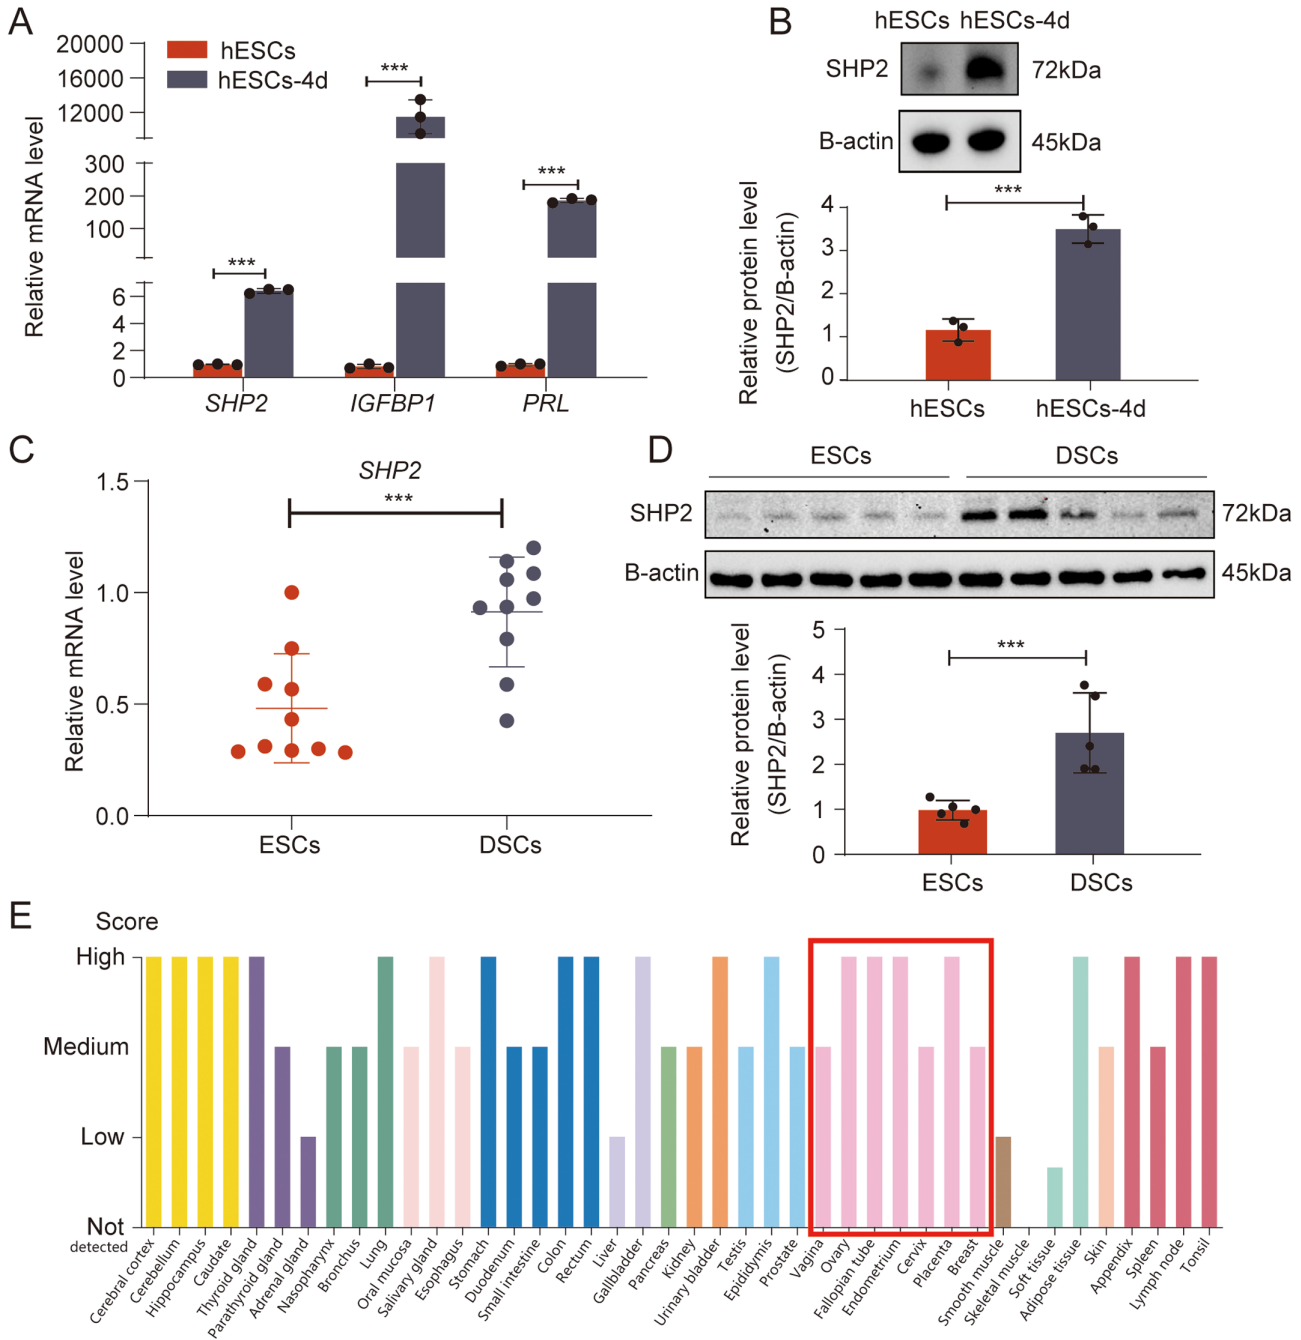 A
20000
16000
12000
300
200
100
6
4
2
0
Relative mRNA level
hESCs
hESCs-4d
***
***
***
SHP2 IGFBP1 PRL
B
hESCs hESCs-4d
SHP2 72kDa
B-actin 45kDa
Relative protein level
(SHP2/B-actin)
4
3
2
1
0
***
hESCs hESCs-4d
C
SHP2
***
Relative mRNA level
1.5
1.0
0.5
0.0
ESCs DSCs
D
ESCs DSCs
SHP2 72kDa
B-actin 45kDa
Relative protein level
(SHP2/B-actin)
5
4
3
2
1
0
***
ESCs DSCs
E
Score
High
Medium
Low
Not
detected
Cerebral cortex
Cerebellum
Hippocampus
Caudate
Thyroid gland
Parathyroid gland
Adrenal gland
Nasopharynx
Bronchus
Lung
Oral mucosa
Salivary gland
Esophagus
Stomach
Duodenum
Small intestine
Colon
Rectum
Liver
Gallbladder
Pancreas
Kidney
Urinary bladder
Testis
Epididymis
Prostate
Vagina
Ovary
Fallopian tube
Endometrium
Cervix
Placenta
Breast
Smooth muscle
Skeletal muscle
Soft tissue
Adipose tissue
Skin
Appendix
Spleen
Lymph node
Tonsil